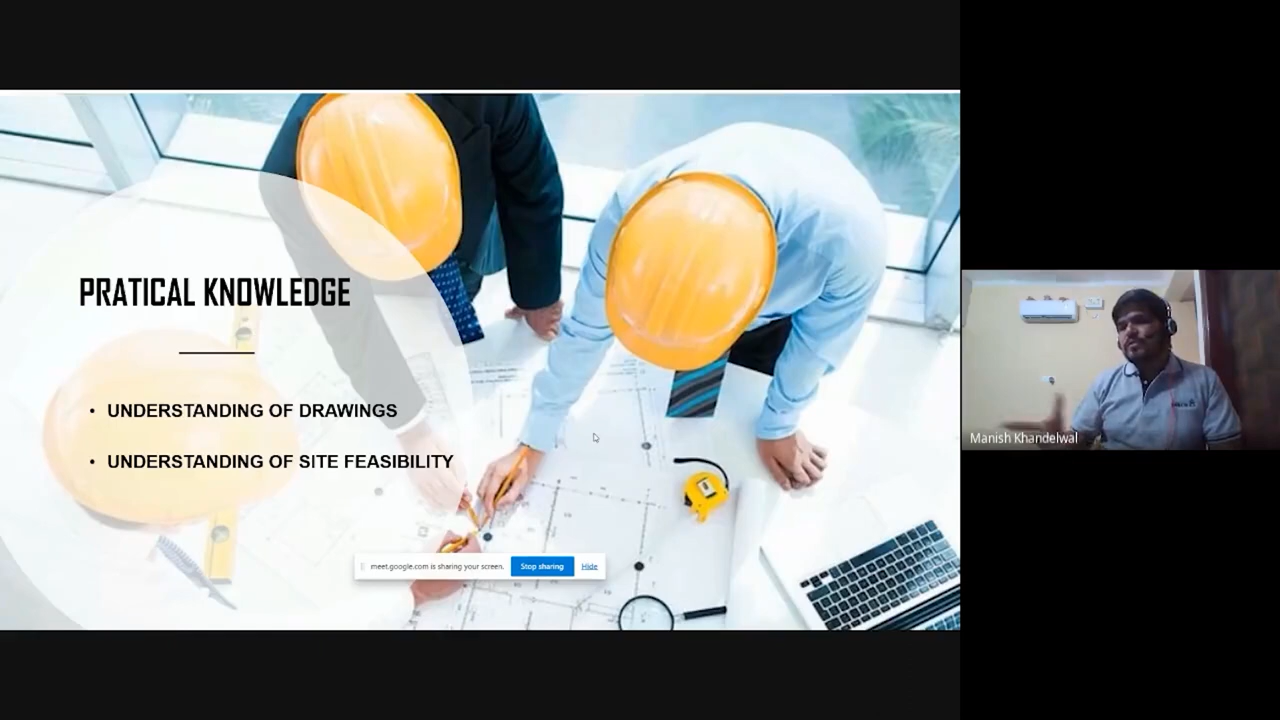 PRATICAL KNOWLEDGE
• UNDERSTANDING OF DRAWINGS
• UNDERSTANDING OF SITE FEASIBILITY
meet.google.com is sharing your screen. Stop sharing Hide
Manish Khandelwal